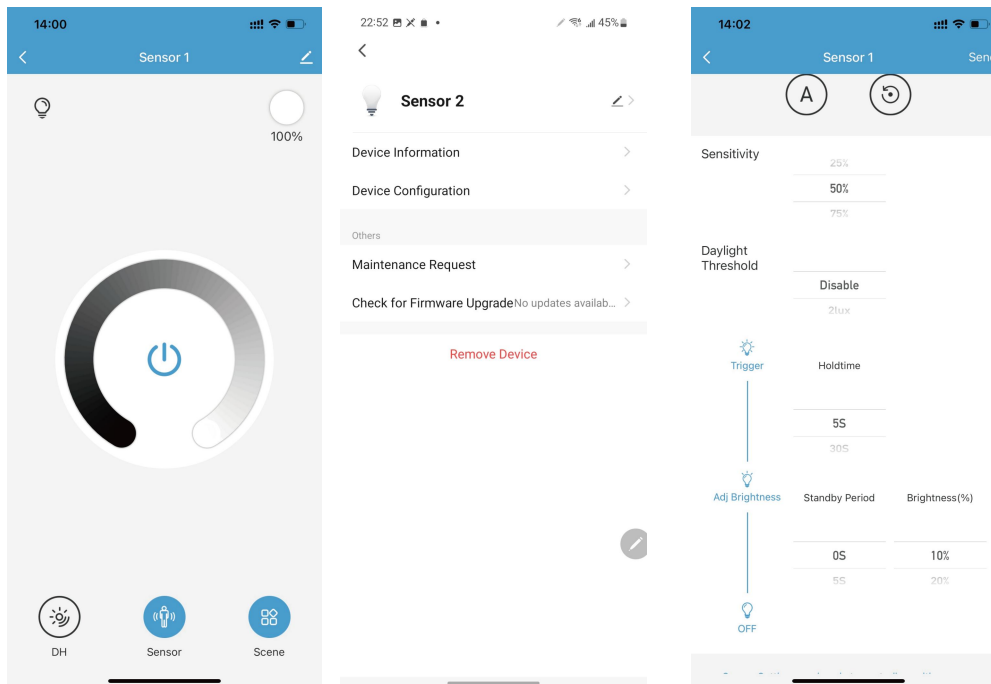 14:00
Sensor 1
100%
DH
Sensor
Scene
22:52
45%
Sensor 2
Device Information
Device Configuration
Others
Maintenance Request
Check for Firmware Upgrade No updates availab...
Remove Device
14:02
Sensor 1
Sen
A
Sensitivity
25%
50%
75%
Daylight
Threshold
Disable
2lux
Trigger
Holdtime
5S
30S
Adj Brightness
Standby Period
Brightness(%)
0S
10%
5S
20%
OFF